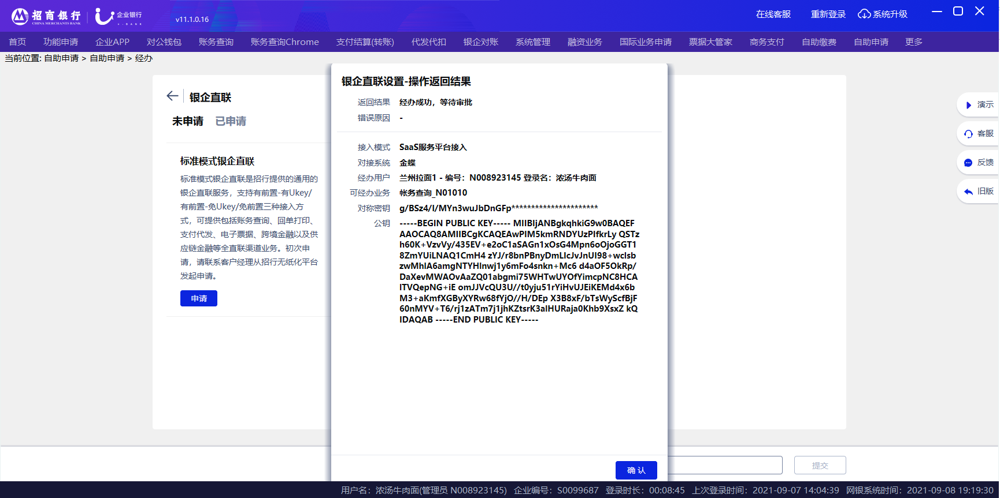 招商银行
CHINA MERCHANTS BANK
企业银行
U-BANK
v11.1.0.16
在线客服 重新登录 系统升级
首页 功能申请 企业APP 对公钱包 账务查询 账务查询Chrome 支付结算(转账) 代发代扣 银企对账 系统管理 融资业务 国际业务申请 票据大管家 商务支付 自助缴费 自助申请 更多
当前位置: 自助申请 > 自助申请 > 经办
银企直联
未申请 已申请
标准模式银企直联
标准模式银企直联是招行提供的通用的
银企直联服务，支持有前置-有Ukey/
有前置-免Ukey/免前置三种接入方
式，可提供包括账务查询、回单打印、
支付代发、电子票据、跨境金融以及供
应链金融等全直联渠道业务。初次申
请，请联系客户经理从招行无纸化平台
发起申请。
申请
银企直联设置-操作返回结果
返回结果 经办成功，等待审批
错误原因 -
接入模式 SaaS服务平台接入
对接系统 金蝶
经办用户 兰州拉面1 - 编号：N008923145 登录名：浓汤牛肉面
可经办业务 帐务查询_N01010
对称密钥 g/BSz4/I/MYn3wuJbDnGFp**********************
公钥 -----BEGIN PUBLIC KEY----- MIIBIjANBgkqhkiG9w0BAQEF
AAOCAQ8AMIIBCgKCAQEAwPIM5kmRNDYUzPIfkrLy QSTz
h60K+VzvVy/435EV+e2oC1aSAGn1xOsG4Mpn6oOjoGGT1
8ZmYUiLNAQ1CmH4 zYJ/r8bnPBnyDmLIcJvJnUI98+wcIsb
zwMhlA6amgNTYHlnwj1y6mFo4snkn+Mc6 d4aOF5OkRp/
DaXevMWAOvAaZQ01abgmi75WHTwUYOfYimcpNC8HCA
lTVQepNG+iE omJJVcQU3U//t0yju51rYiHvUJEiKEMd4x6b
M3+aKmfXGByXYRw68fYjO//H/DEp X3B8xF/bTsWyScfBjF
60nMYV+T6/rj1zATm7j1jhKZtsrK3alHURaja0Khb9XsxZ kQ
IDAQAB -----END PUBLIC KEY-----
确 认
提交
演示
客服
反馈
旧版
用户名：浓汤牛肉面(管理员 N008923145) 企业编号：S0099687 登录时长：00:08:45 上次登录时间：2021-09-07 14:04:39 网银系统时间：2021-09-08 19:19:30